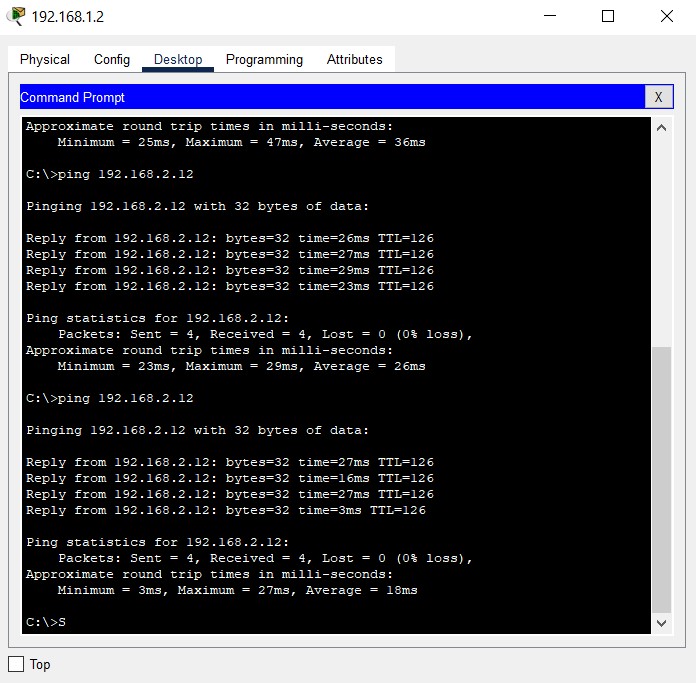 192.168.1.2
Physical Config Desktop Programming Attributes
Command Prompt X
Approximate round trip times in milli-seconds:
    Minimum = 25ms, Maximum = 47ms, Average = 36ms
C:\>ping 192.168.2.12
Pinging 192.168.2.12 with 32 bytes of data:
Reply from 192.168.2.12: bytes=32 time=26ms TTL=126
Reply from 192.168.2.12: bytes=32 time=27ms TTL=126
Reply from 192.168.2.12: bytes=32 time=29ms TTL=126
Reply from 192.168.2.12: bytes=32 time=23ms TTL=126
Ping statistics for 192.168.2.12:
    Packets: Sent = 4, Received = 4, Lost = 0 (0% loss),
Approximate round trip times in milli-seconds:
    Minimum = 23ms, Maximum = 29ms, Average = 26ms
C:\>ping 192.168.2.12
Pinging 192.168.2.12 with 32 bytes of data:
Reply from 192.168.2.12: bytes=32 time=27ms TTL=126
Reply from 192.168.2.12: bytes=32 time=16ms TTL=126
Reply from 192.168.2.12: bytes=32 time=27ms TTL=126
Reply from 192.168.2.12: bytes=32 time=3ms TTL=126
Ping statistics for 192.168.2.12:
    Packets: Sent = 4, Received = 4, Lost = 0 (0% loss),
Approximate round trip times in milli-seconds:
    Minimum = 3ms, Maximum = 27ms, Average = 18ms
C:\>S
Top